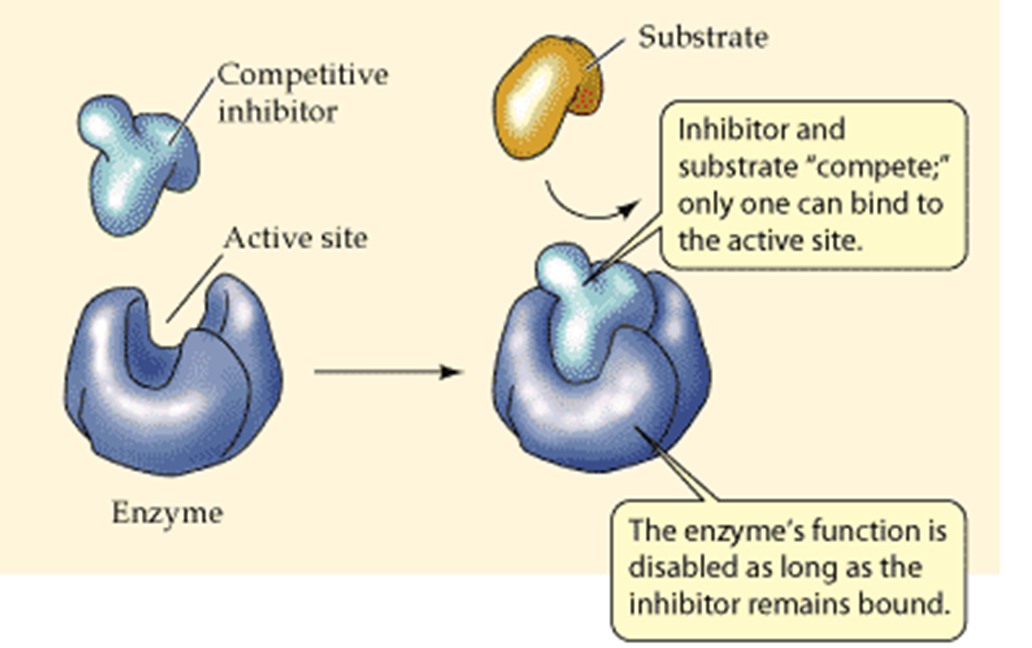 Substrate
Competitive
inhibitor
Inhibitor and
substrate “compete;”
only one can bind to
the active site.
Active site
Enzyme
The enzyme’s function is
disabled as long as the
inhibitor remains bound.